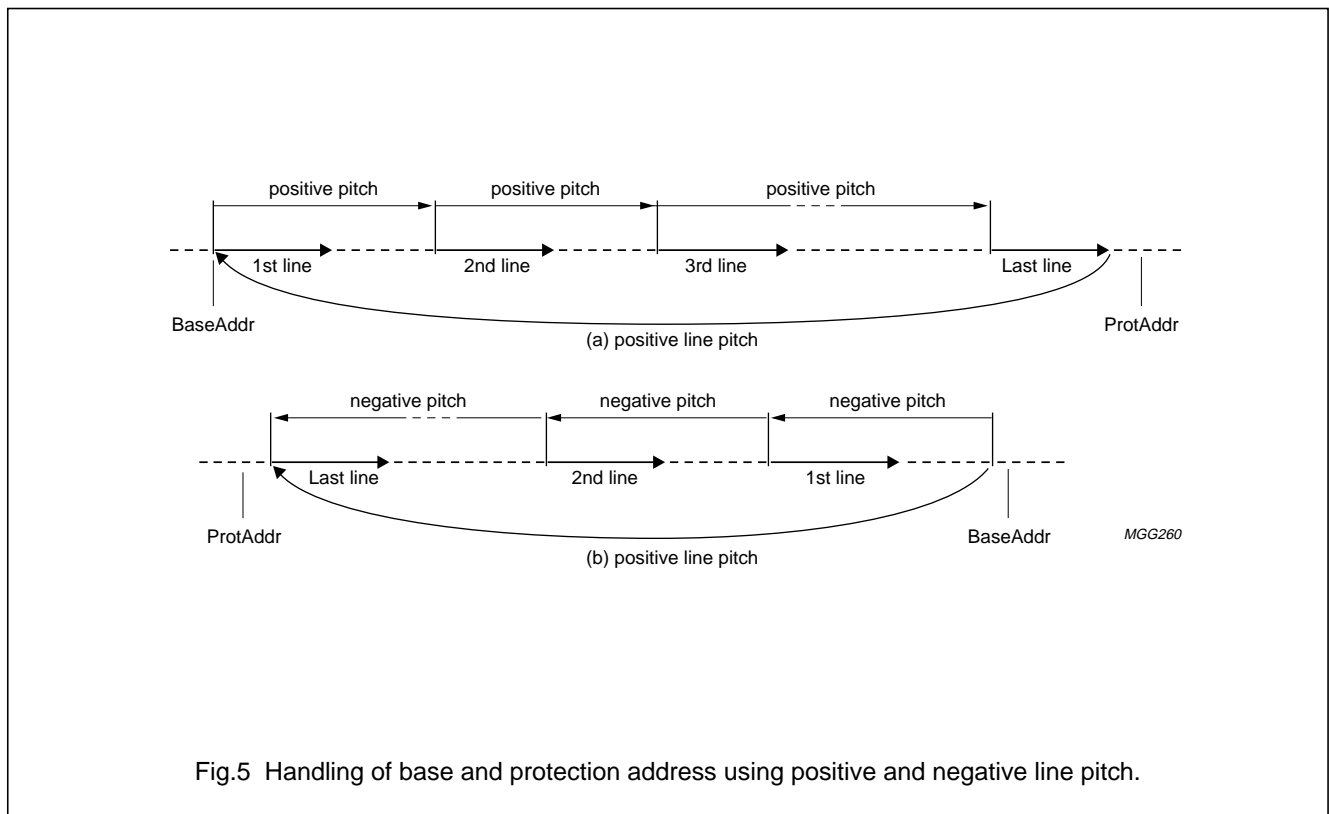 positive pitch positive pitch positive pitch
1st line 2nd line 3rd line Last line
BaseAddr ProtAddr
(a) positive line pitch
negative pitch negative pitch negative pitch
Last line 2nd line 1st line
ProtAddr BaseAddr MGG260
(b) positive line pitch
Fig.5 Handling of base and protection address using positive and negative line pitch.